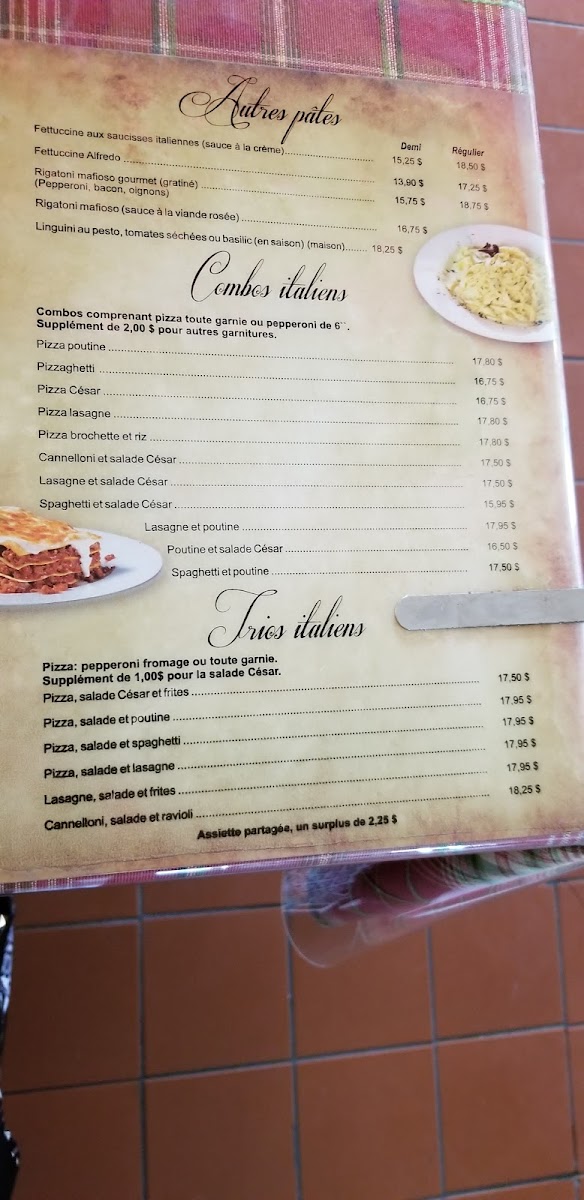 Autres pâtes
Demi Régulier
Fettuccine aux saucisses italiennes (sauce à la crème) 15,25 $ 18,50 $
Fettuccine Alfredo 13,90 $ 17,25 $
Rigatoni mafioso gourmet (gratiné) 15,75 $ 18,75 $
(Pepperoni, bacon, oignons)
Rigatoni mafioso (sauce à la viande rosée) 16,75 $
Linguini au pesto, tomates séchées ou basilic (en saison) (maison) 18,25 $
Combos italiens
Combos comprenant pizza toute garnie ou pepperoni de 6``.
Supplément de 2,00 $ pour autres garnitures.
Pizza poutine 17,80 $
Pizzaghetti 16,75 $
Pizza César 16,75 $
Pizza lasagne 17,80 $
Pizza brochette et riz 17,80 $
Cannelloni et salade César 17,50 $
Lasagne et salade César 17,50 $
Spaghetti et salade César 15,95 $
Lasagne et poutine 17,95 $
Poutine et salade César 16,50 $
Spaghetti et poutine 17,50 $
Trios italiens
Pizza: pepperoni fromage ou toute garnie.
Supplément de 1,00$ pour la salade César.
Pizza, salade César et frites 17,50 $
Pizza, salade et poutine 17,95 $
Pizza, salade et spaghetti 17,95 $
Pizza, salade et lasagne 17,95 $
Lasagne, salade et frites 17,95 $
Cannelloni, salade et ravioli 18,25 $
Assiette partagée, un surplus de 2,25 $